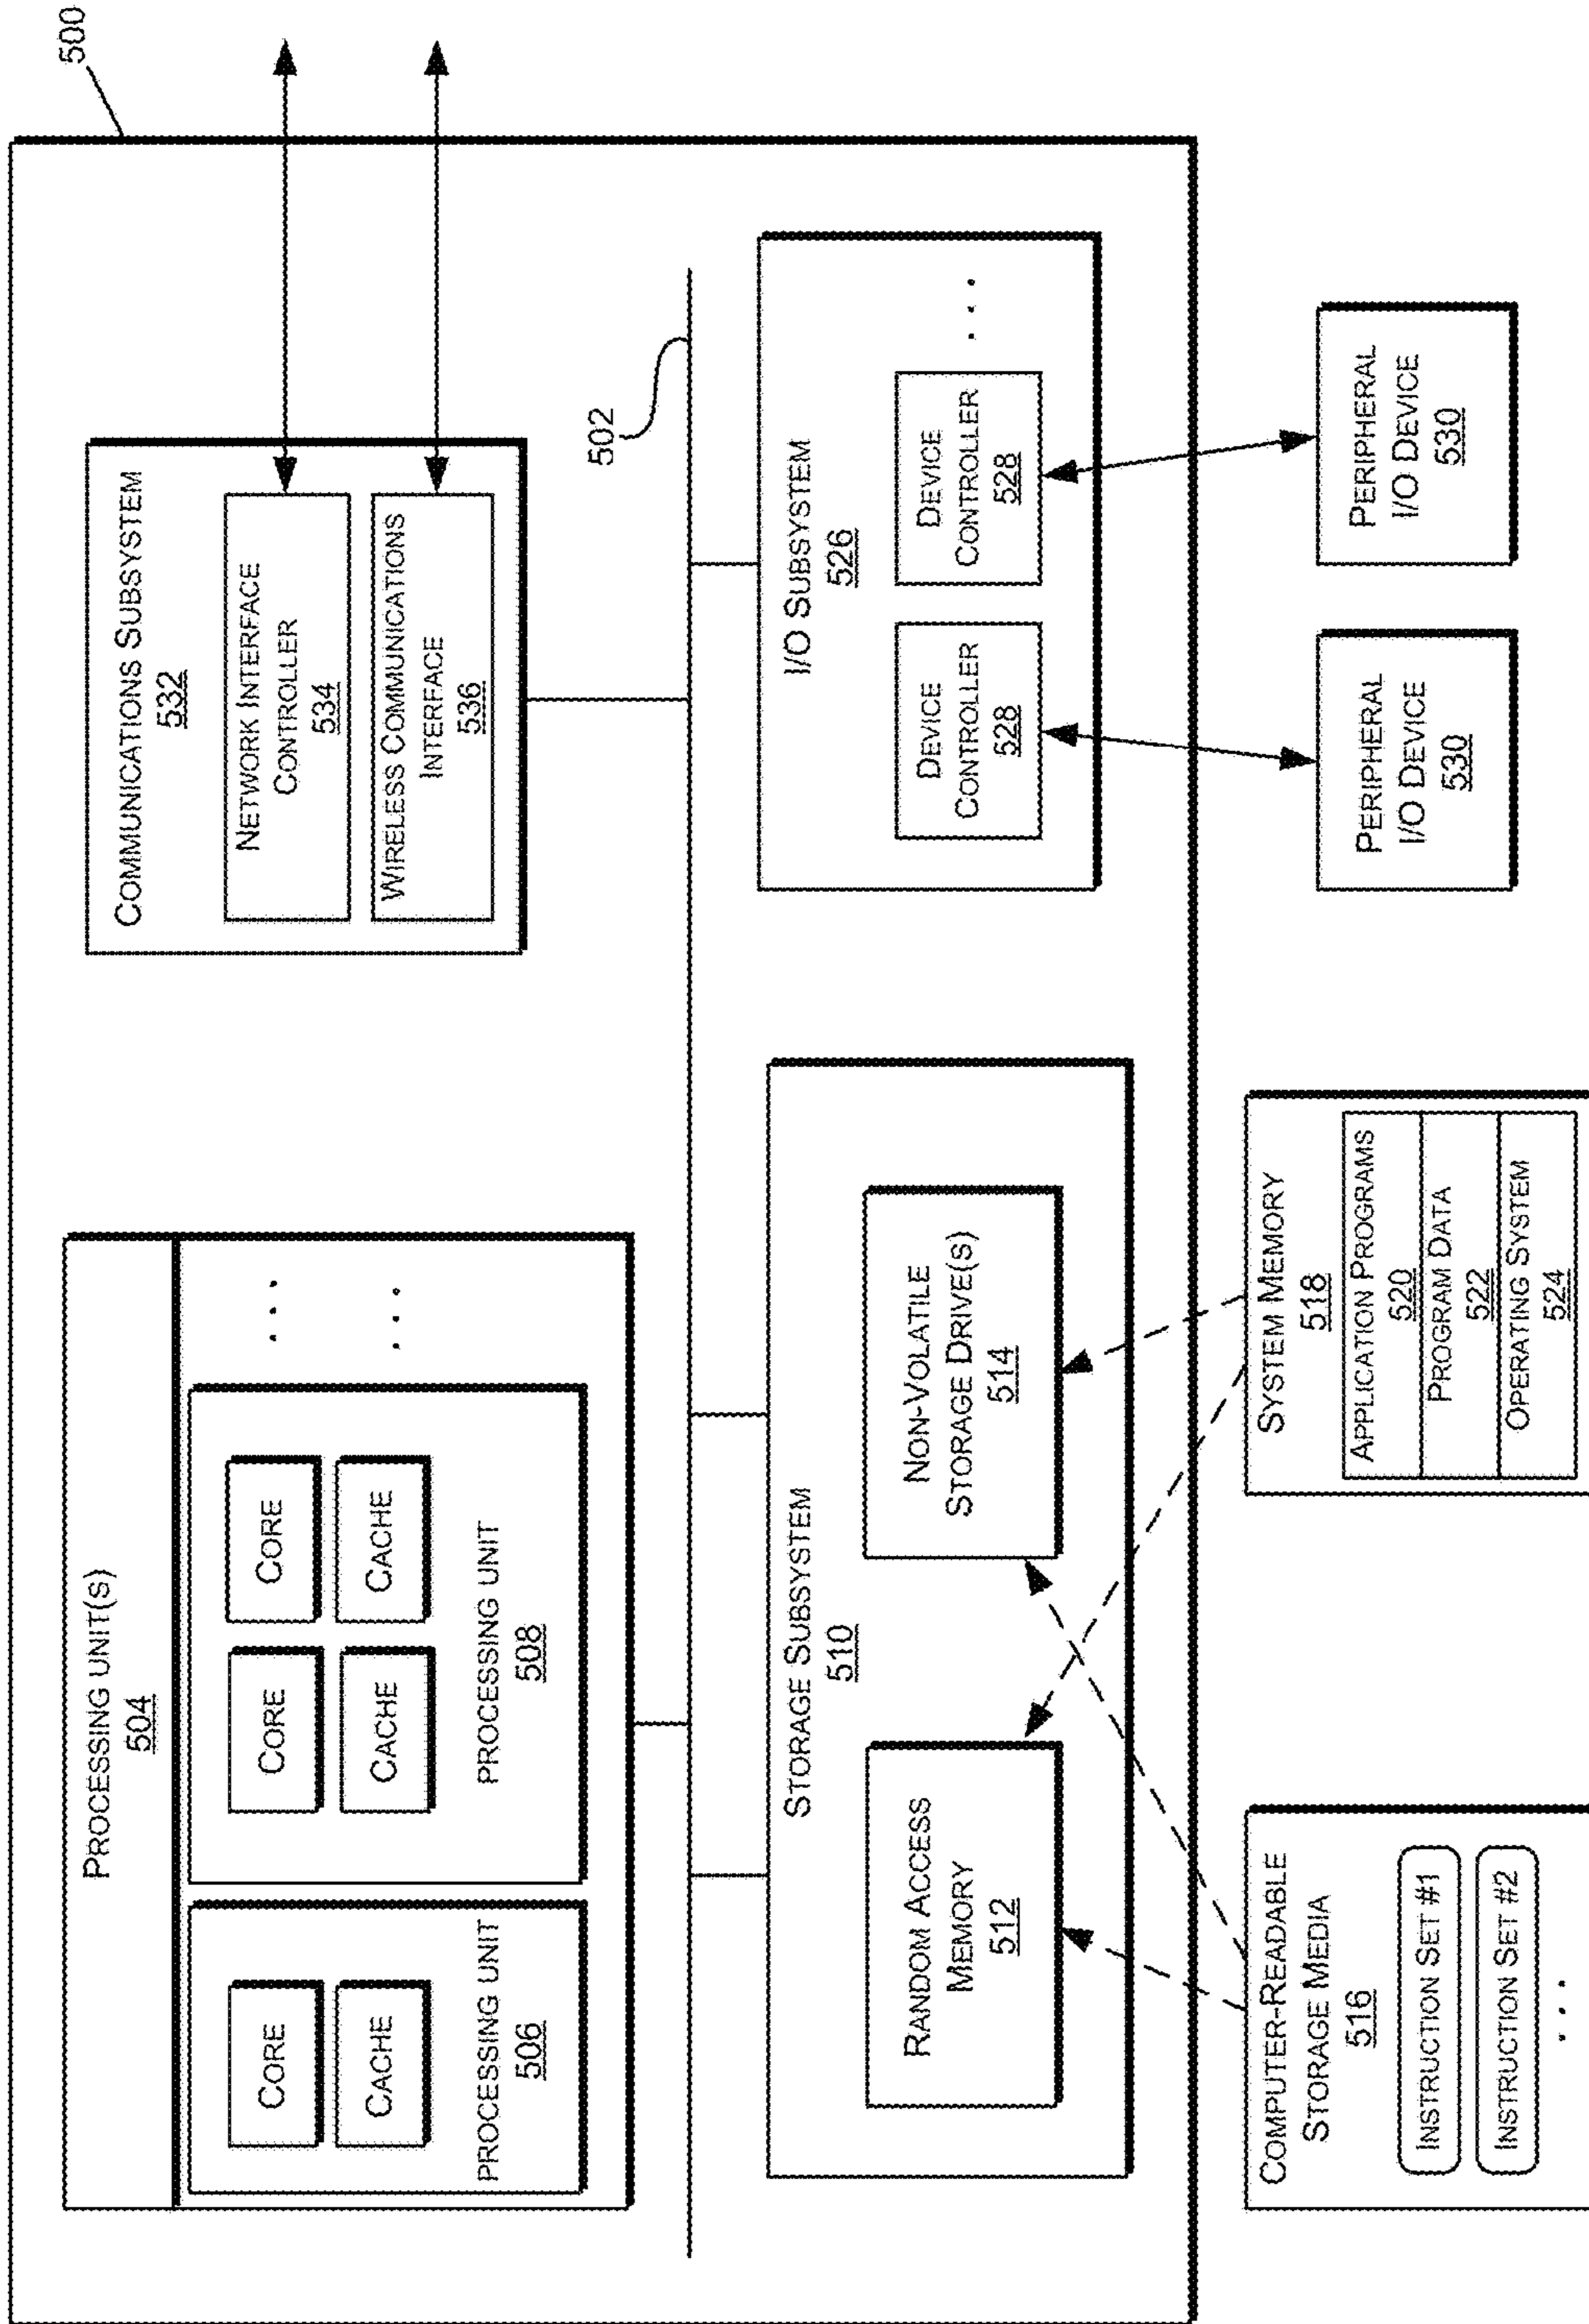 500
PROCESSING UNIT(S)
504
CORE
CACHE
PROCESSING UNIT
506
CORE
CORE
CACHE
CACHE
PROCESSING UNIT
508
. . .
. . .
COMMUNICATIONS SUBSYSTEM
532
NETWORK INTERFACE
CONTROLLER
534
WIRELESS COMMUNICATIONS
INTERFACE
536
502
STORAGE SUBSYSTEM
510
RANDOM ACCESS
MEMORY
512
NON-VOLATILE
STORAGE DRIVE(S)
514
I/O SUBSYSTEM
526
DEVICE
CONTROLLER
528
DEVICE
CONTROLLER
528
. . .
COMPUTER-READABLE
STORAGE MEDIA
516
INSTRUCTION SET #1
INSTRUCTION SET #2
. . .
SYSTEM MEMORY
518
APPLICATION PROGRAMS
520
PROGRAM DATA
522
OPERATING SYSTEM
524
PERIPHERAL
I/O DEVICE
530
PERIPHERAL
I/O DEVICE
530